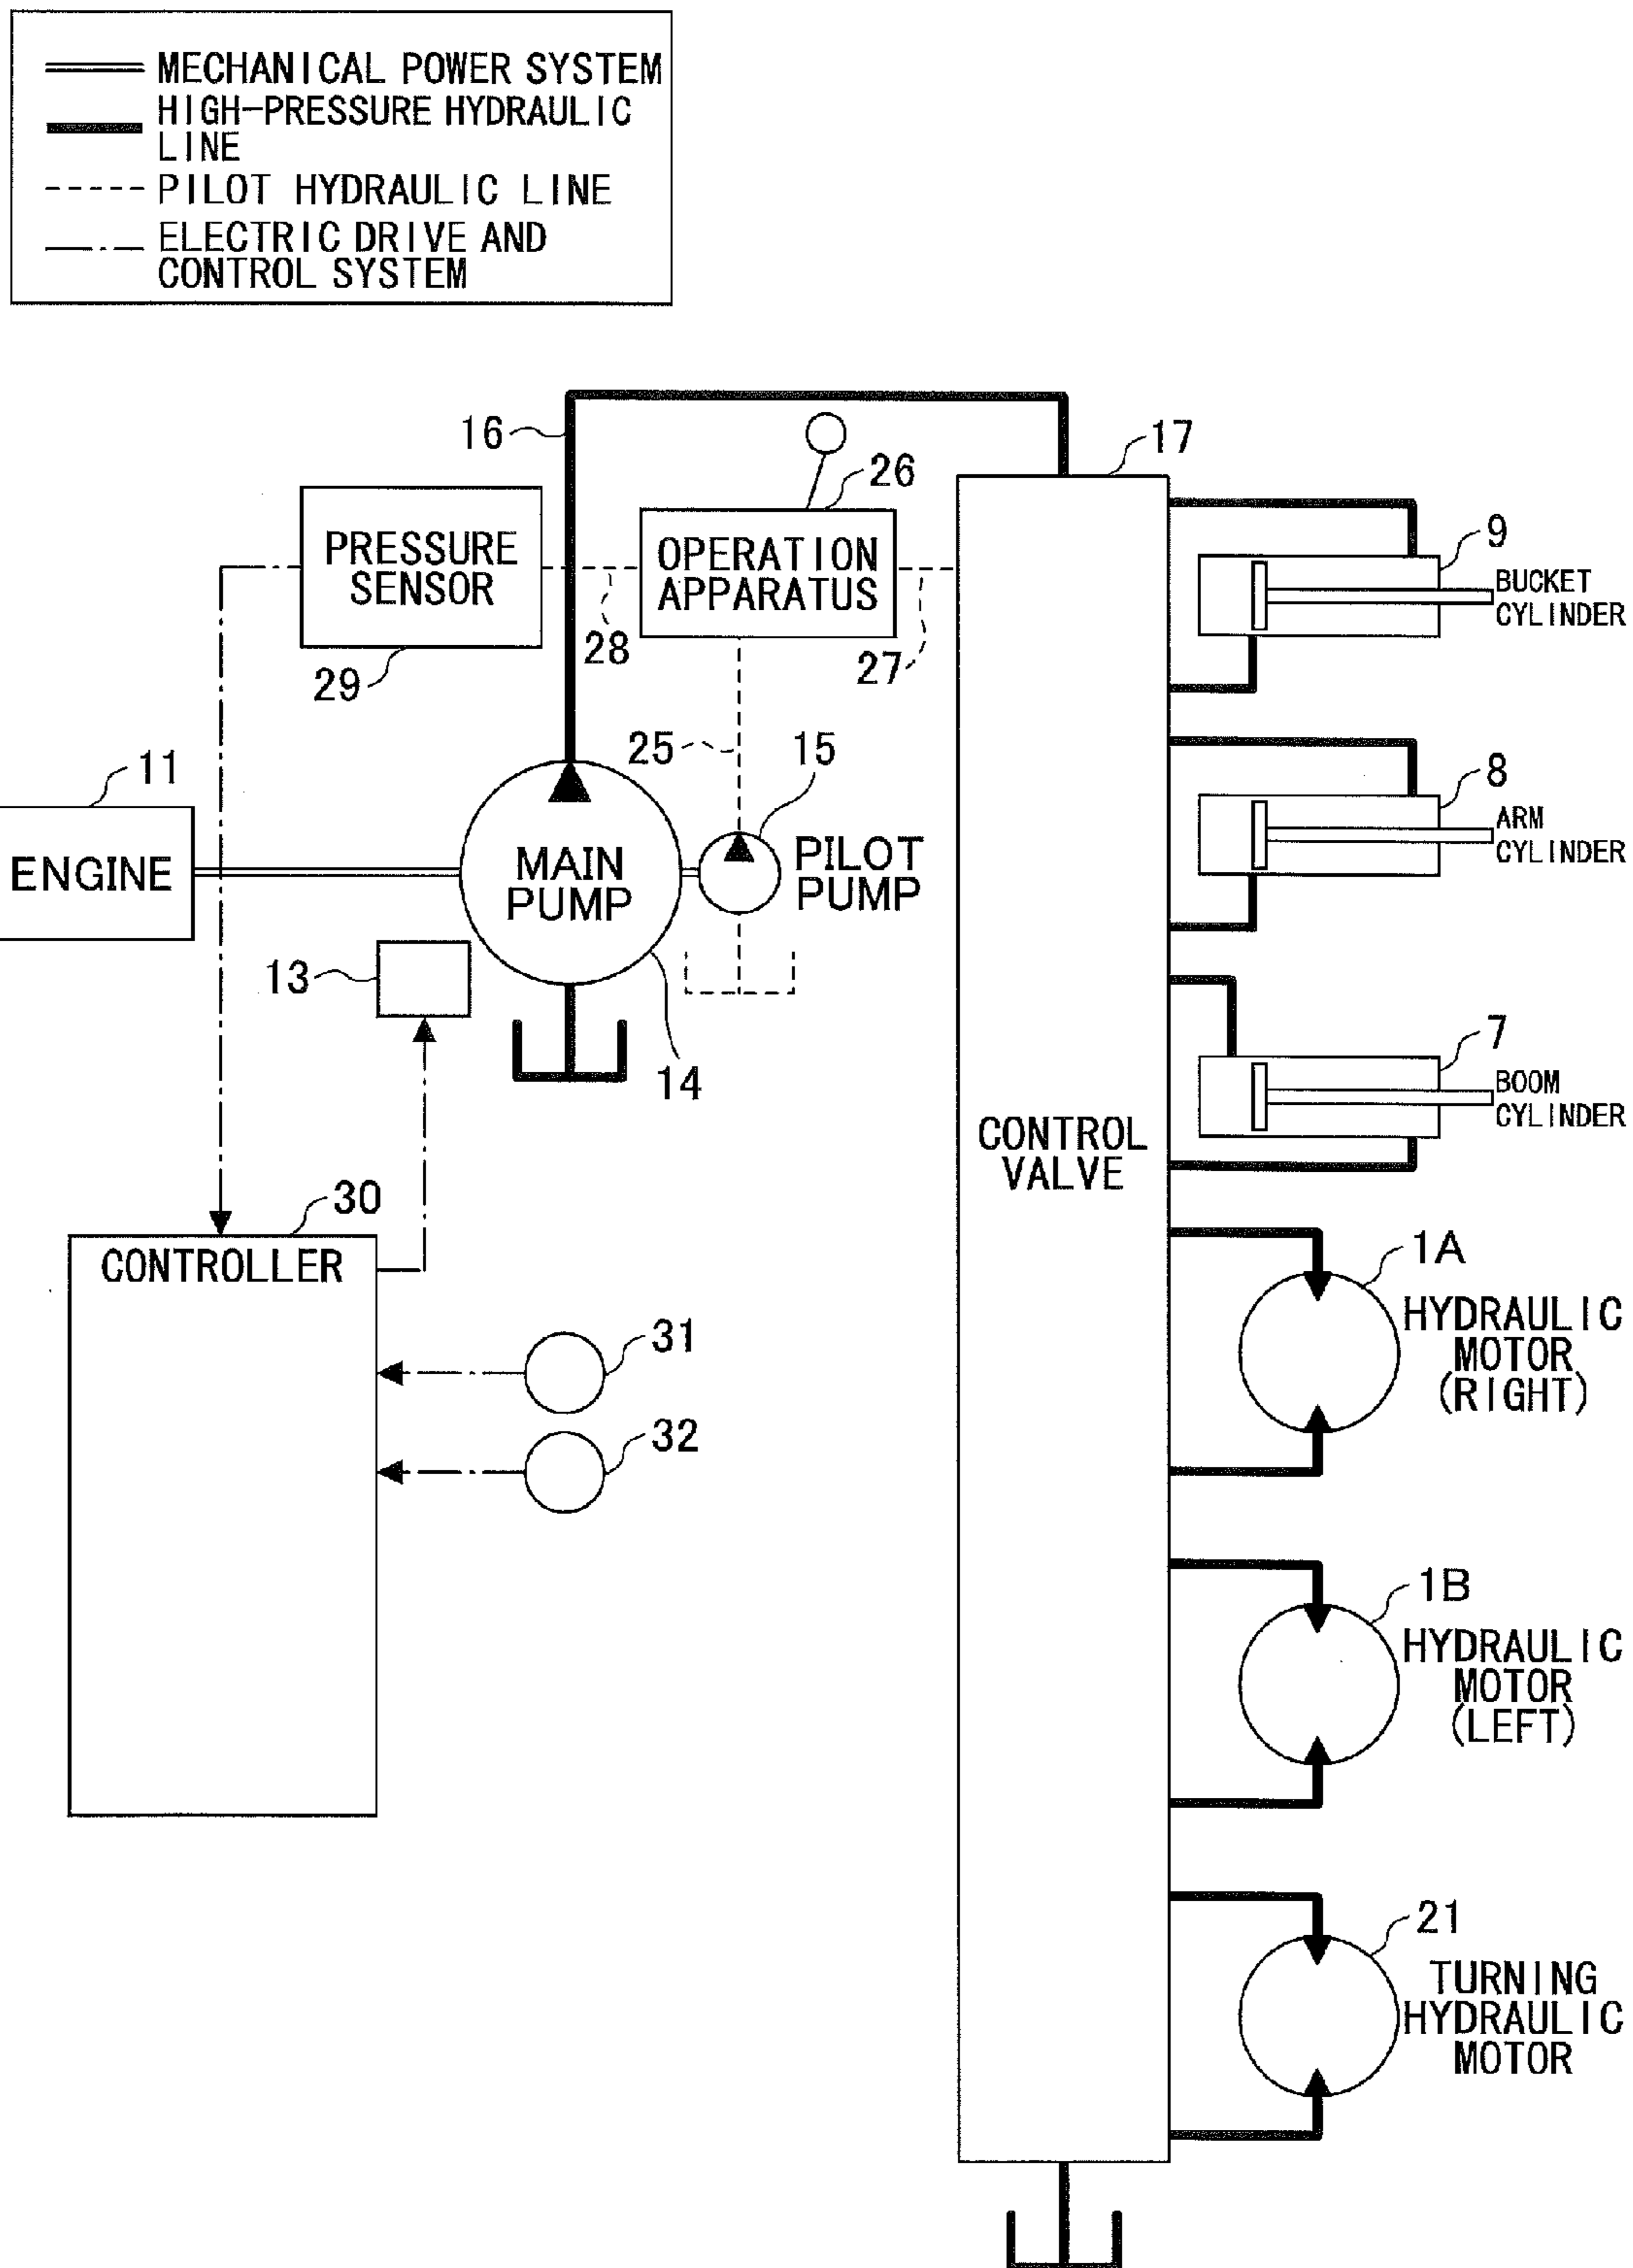 MECHANICAL POWER SYSTEM
HIGH-PRESSURE HYDRAULIC
LINE
PILOT HYDRAULIC LINE
ELECTRIC DRIVE AND
CONTROL SYSTEM
16
17
26
PRESSURE
SENSOR
OPERATION
APPARATUS
9
BUCKET
CYLINDER
28
27
29
25
15
11
8
ARM
CYLINDER
ENGINE
MAIN
PUMP
PILOT
PUMP
13
14
7
BOOM
CYLINDER
CONTROL
VALVE
30
CONTROLLER
1A
HYDRAULIC
MOTOR
(RIGHT)
31
32
1B
HYDRAULIC
MOTOR
(LEFT)
21
TURNING
HYDRAULIC
MOTOR